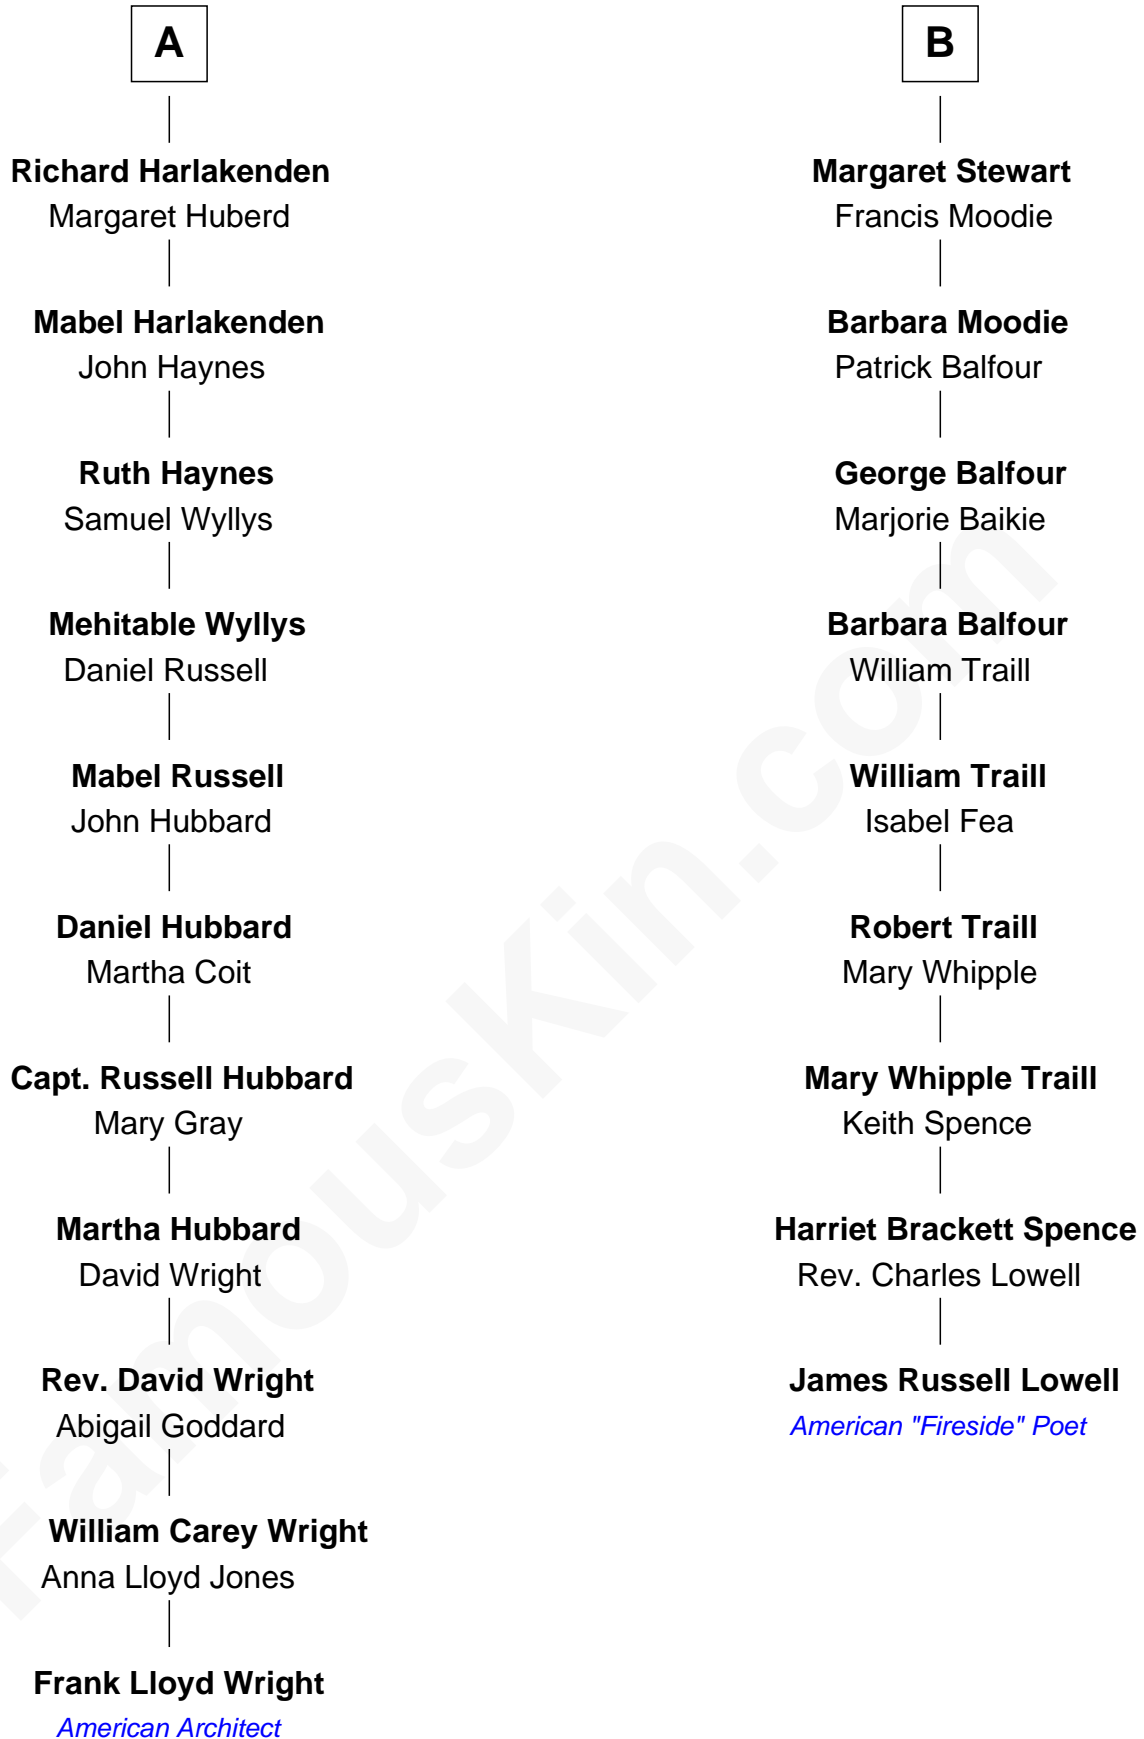 A
Richard Harlakenden
Margaret Huberd
Mabel Harlakenden
John Haynes
Ruth Haynes
Samuel Wyllys
Mehitable Wyllys
Daniel Russell
Mabel Russell
John Hubbard
Daniel Hubbard
Martha Coit
Capt. Russell Hubbard
Mary Gray
Martha Hubbard
David Wright
Rev. David Wright
Abigail Goddard
William Carey Wright
Anna Lloyd Jones
Frank Lloyd Wright
American Architect
B
Margaret Stewart
Francis Moodie
Barbara Moodie
Patrick Balfour
George Balfour
Marjorie Baikie
Barbara Balfour
William Traill
William Traill
Isabel Fea
Robert Traill
Mary Whipple
Mary Whipple Traill
Keith Spence
Harriet Brackett Spence
Rev. Charles Lowell
James Russell Lowell
American "Fireside" Poet
FamousKin.com